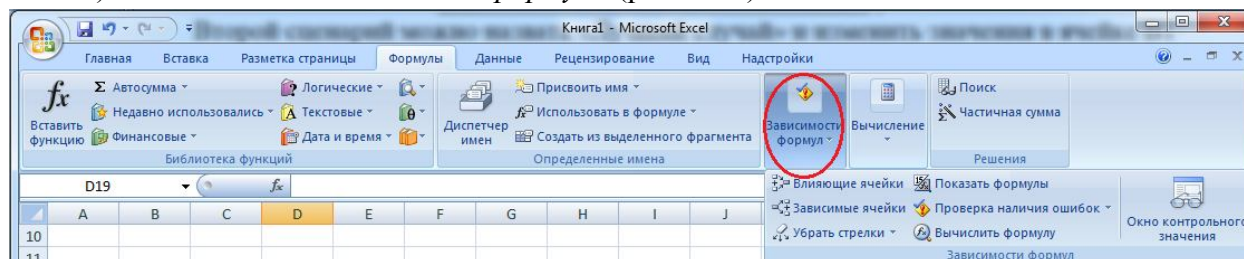 Книга1 - Microsoft Excel
Главная Вставка Разметка страницы Формулы Данные Рецензирование Вид Надстройки
fx Вставить функцию
Σ Автосумма
Недавно использовались
Финансовые
Логические
Текстовые
Дата и время
Библиотека функций
Диспетчер имен
Присвоить имя
Использовать в формуле
Создать из выделенного фрагмента
Определенные имена
Зависимости формул
Вычисление
Поиск
Частичная сумма
Решения
D19 fx
Влияющие ячейки
Зависимые ячейки
Убрать стрелки
Показать формулы
Проверка наличия ошибок
Вычислить формулу
Окно контрольного значения
Зависимости формул
A B C D E F G H I J
10
11